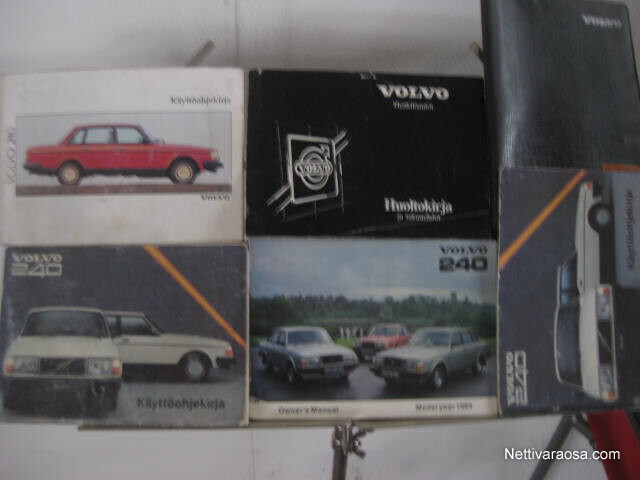 VOLVO
Käyttöohjekirja
VOLVO
VOLVO
Huoltokirja
VOLVO
240
Käyttöohjekirja
VOLVO
240
Owner's Manual Model year 1984
Käyttöohjekirja
VOLVO
240
Nettivaraosa.com